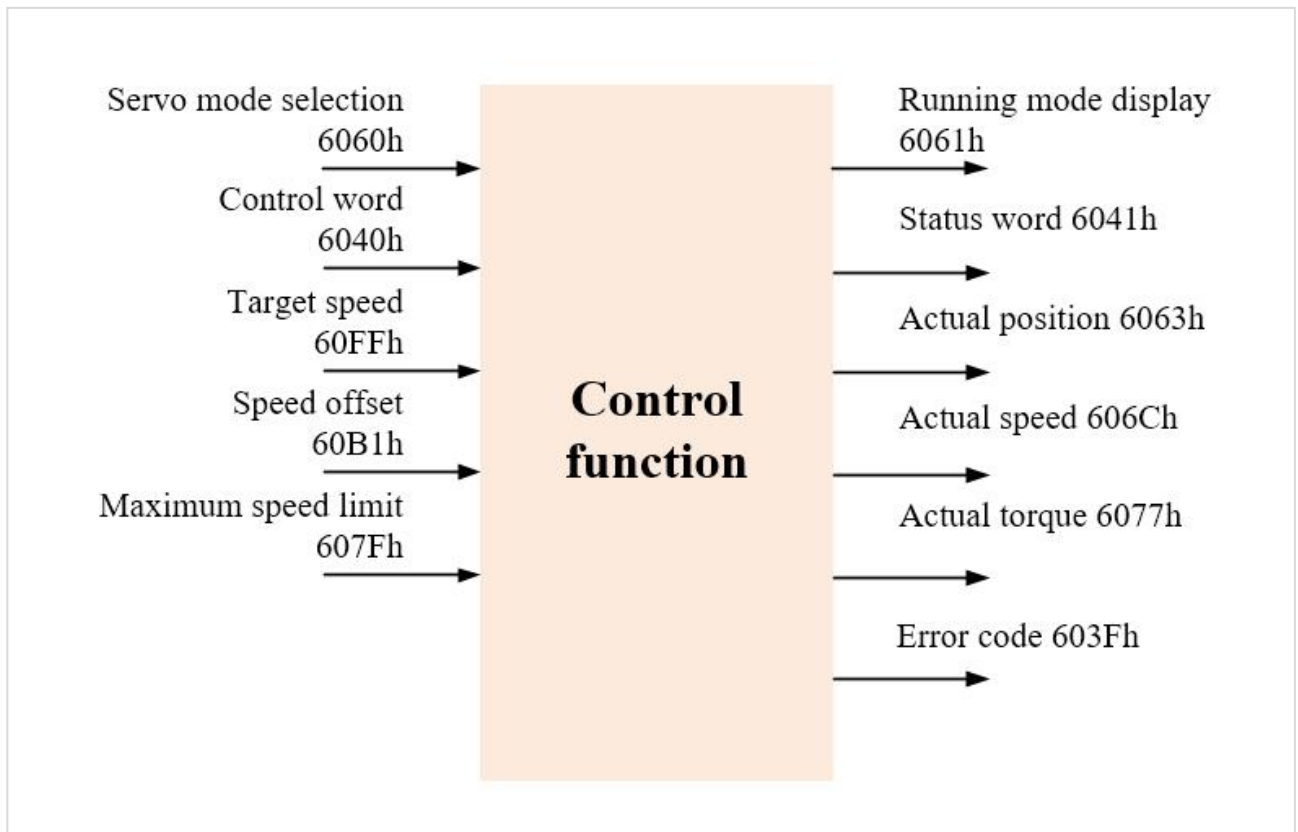 Servo mode selection
6060h
Control word
6040h
Target speed
60FFh
Speed offset
60B1h
Maximum speed limit
607Fh
Control
function
Running mode display
6061h
Status word 6041h
Actual position 6063h
Actual speed 606Ch
Actual torque 6077h
Error code 603Fh